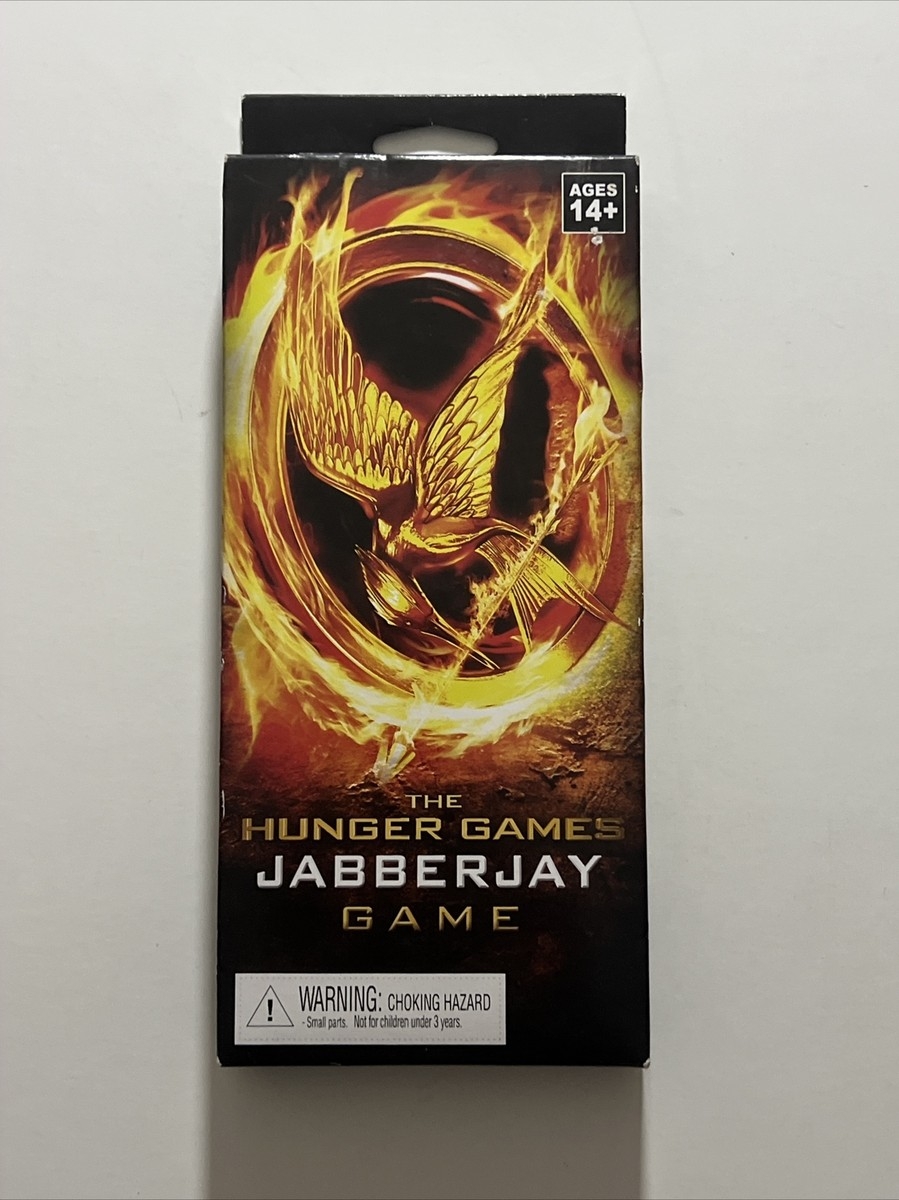 AGES
14+
THE
HUNGER GAMES
JABBERJAY
GAME
! WARNING: CHOKING HAZARD
- Small parts. Not for children under 3 years.